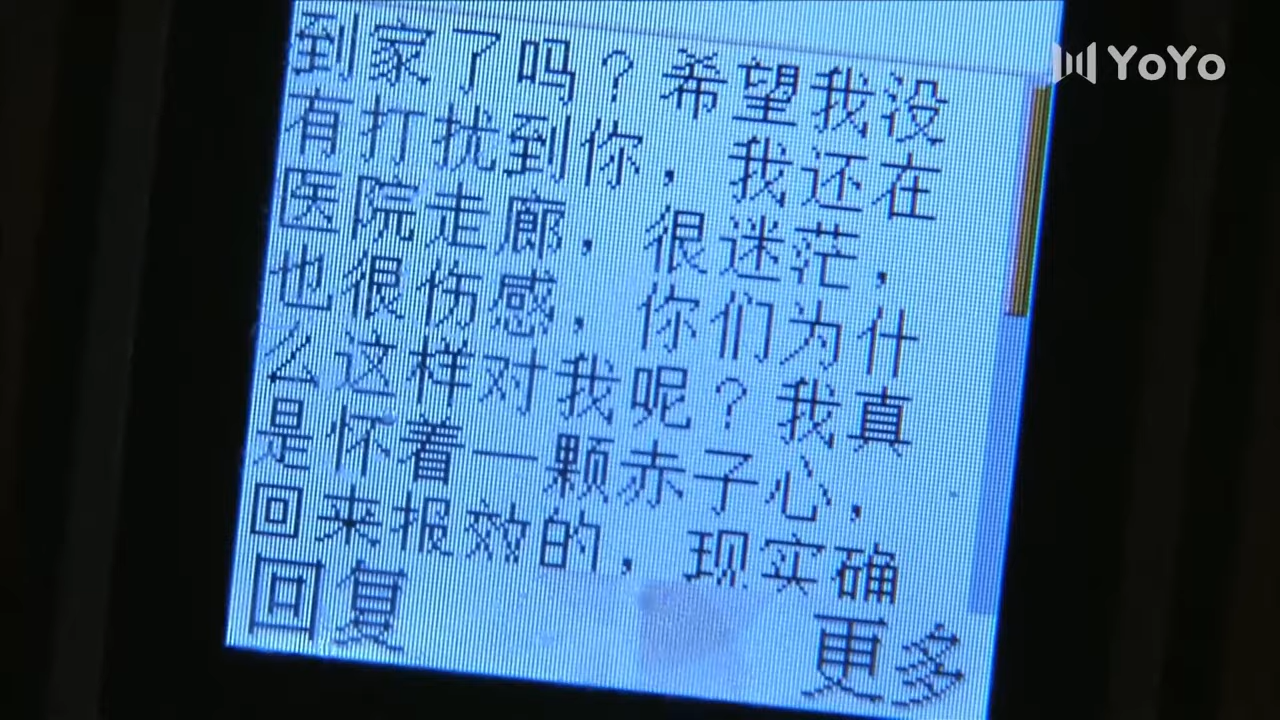 YoYo
到家了吗？希望我没
有打扰到你，我还在
医院走廊，很迷茫，
也很伤感，你们为什
么这样对我呢？我真
是怀着一颗赤子心，
回来报效的，现实确
回复 更多